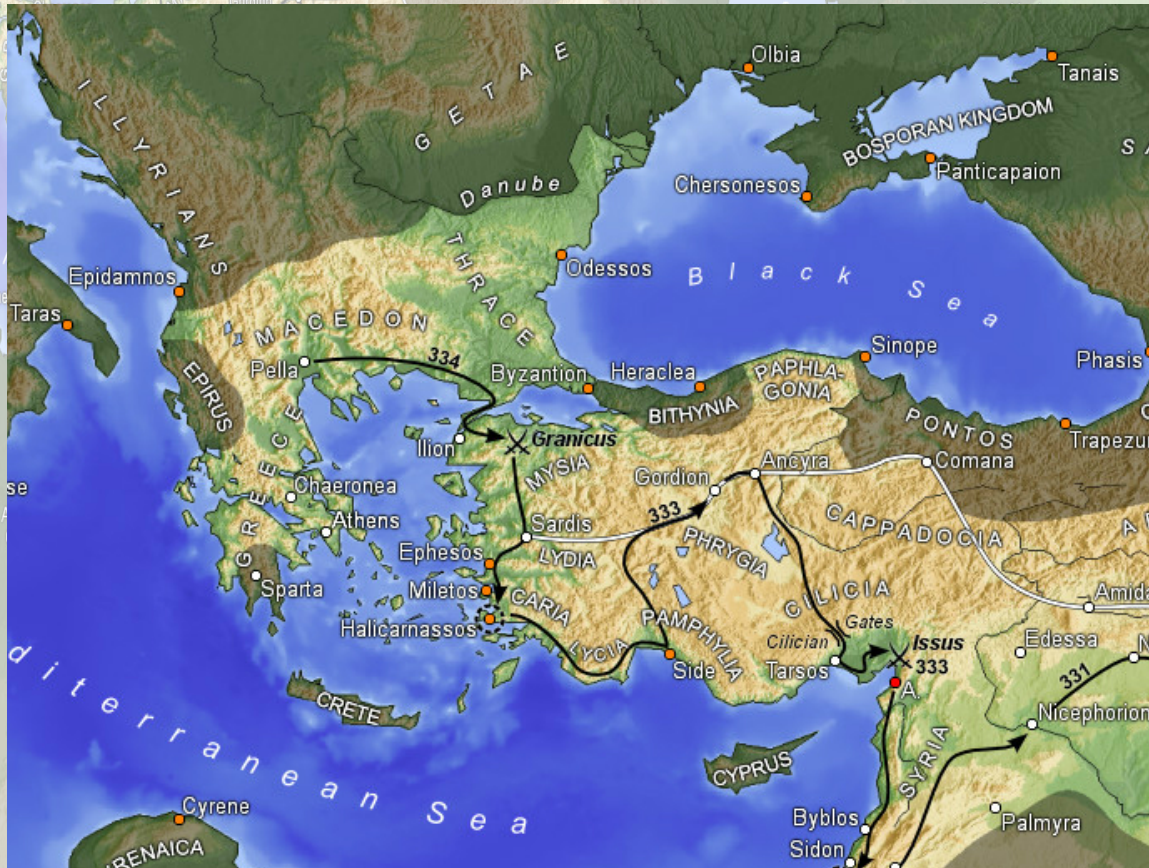 Olbia
Tanais
GETAE
ILLYRIANS
BOSPORAN KINGDOM
Panticapaion
Danube
Chersonesos
THRACE
Odessos
Black Sea
Epidamnos
Taras
MACEDON
334
Pella
Sinope
Phasis
Byzantion
Heraclea
PAPHLA-
GONIA
EPIRUS
BITHYNIA
PONTOS
Ilion
Granicus
GREECE
MYSIA
Gordion
Ancyra
Comana
Chaeronea
333
CAPPADOCIA
Athens
Sardis
PHRYGIA
Ephesos
LYDIA
Sparta
Miletos
CARIA
CILICIA
Amida
Halicarnassos
LYCIA
PAMPHYLIA
Cilician
Gates
Issus
333
Edessa
Side
Tarsos
A.
331
CRETE
Nicephorion
SYRIA
CYPRUS
diterranean Sea
Cyrene
Byblos
Palmyra
Sidon